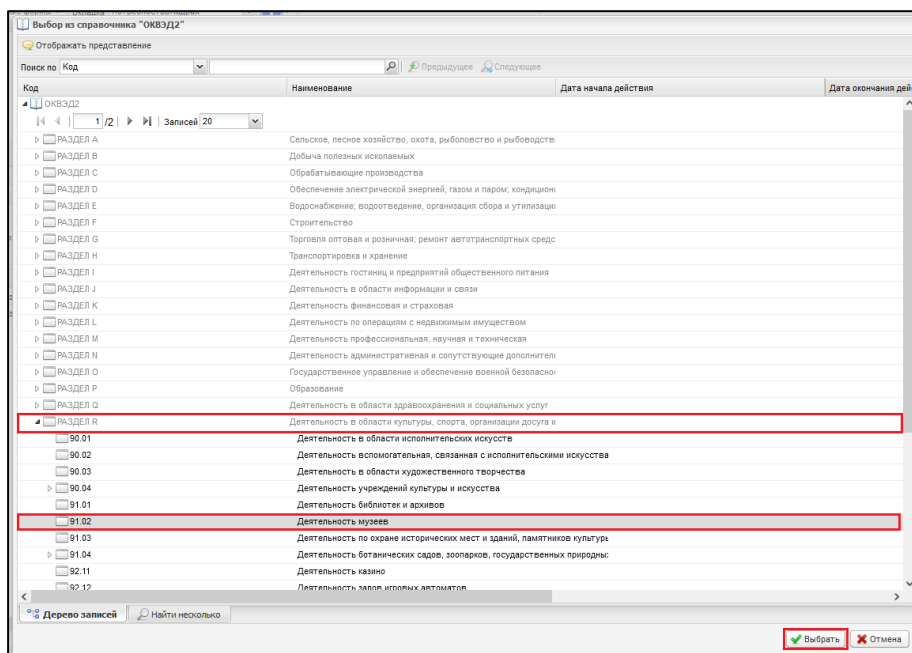 Выбор из справочника "ОКВЭД2"
Отображать представление
Поиск по Код Предыдущее Следующее
Код Наименование Дата начала действия Дата окончания дей
ОКВЭД2
1 /2 Записей 20
РАЗДЕЛ A Сельское, лесное хозяйство, охота, рыболовство и рыбоводств
РАЗДЕЛ B Добыча полезных ископаемых
РАЗДЕЛ C Обрабатывающие производства
РАЗДЕЛ D Обеспечение электрической энергией, газом и паром; кондицион
РАЗДЕЛ E Водоснабжение; водоотведение, организация сбора и утилизаци
РАЗДЕЛ F Строительство
РАЗДЕЛ G Торговля оптовая и розничная; ремонт автотранспортных средс
РАЗДЕЛ H Транспортировка и хранение
РАЗДЕЛ I Деятельность гостиниц и предприятий общественного питания
РАЗДЕЛ J Деятельность в области информации и связи
РАЗДЕЛ K Деятельность финансовая и страховая
РАЗДЕЛ L Деятельность по операциям с недвижимым имуществом
РАЗДЕЛ M Деятельность профессиональная, научная и техническая
РАЗДЕЛ N Деятельность административная и сопутствующие дополнител
РАЗДЕЛ O Государственное управление и обеспечение военной безопасно
РАЗДЕЛ P Образование
РАЗДЕЛ Q Деятельность в области здравоохранения и социальных услуг
РАЗДЕЛ R Деятельность в области культуры, спорта, организации досуга и
90.01 Деятельность в области исполнительских искусств
90.02 Деятельность вспомогательная, связанная с исполнительскими искусства
90.03 Деятельность в области художественного творчества
90.04 Деятельность учреждений культуры и искусства
91.01 Деятельность библиотек и архивов
91.02 Деятельность музеев
91.03 Деятельность по охране исторических мест и зданий, памятников культуры
91.04 Деятельность ботанических садов, зоопарков, государственных природны
92.11 Деятельность казино
92.12 Деятельность залов игровых автоматов
Дерево записей Найти несколько
Выбрать Отмена